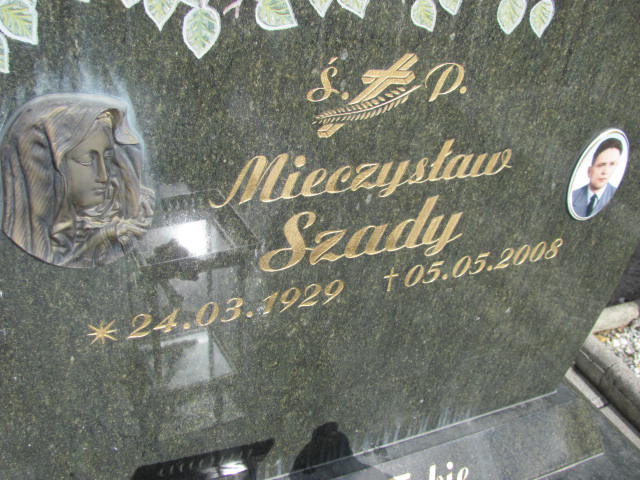 Ś. P.
Mieczysław
Szady
* 24.03.1929 † 05.05.2008